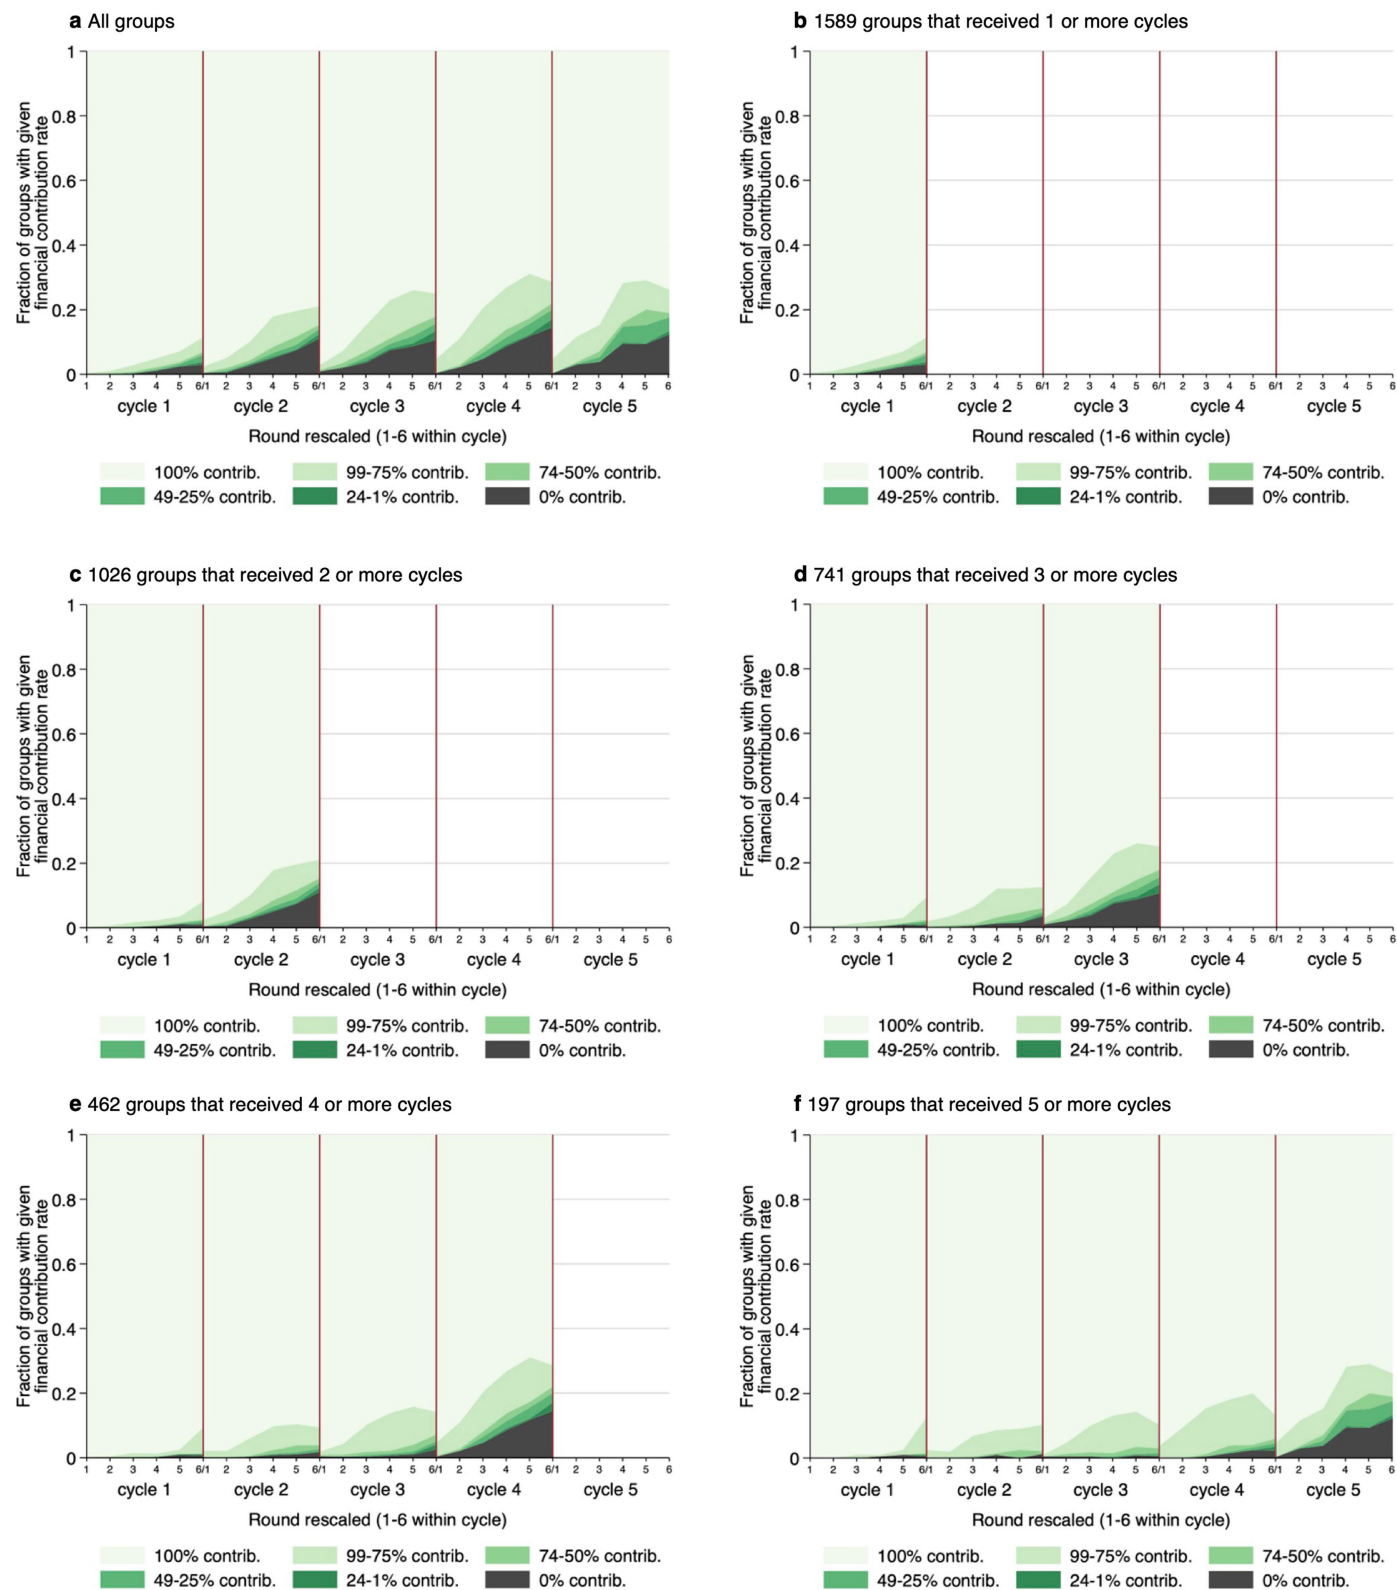 a All groups
Fraction of groups with given
financial contribution rate
1
0.8
0.6
0.4
0.2
0
1 2 3 4 5 6/1 2 3 4 5 6/1 2 3 4 5 6/1 2 3 4 5 6/1 2 3 4 5 6
cycle 1 cycle 2 cycle 3 cycle 4 cycle 5
Round rescaled (1-6 within cycle)
100% contrib. 99-75% contrib. 74-50% contrib.
49-25% contrib. 24-1% contrib. 0% contrib.
b 1589 groups that received 1 or more cycles
Fraction of groups with given
financial contribution rate
1
0.8
0.6
0.4
0.2
0
1 2 3 4 5 6/1 2 3 4 5 6/1 2 3 4 5 6/1 2 3 4 5 6/1 2 3 4 5 6
cycle 1 cycle 2 cycle 3 cycle 4 cycle 5
Round rescaled (1-6 within cycle)
100% contrib. 99-75% contrib. 74-50% contrib.
49-25% contrib. 24-1% contrib. 0% contrib.
c 1026 groups that received 2 or more cycles
Fraction of groups with given
financial contribution rate
1
0.8
0.6
0.4
0.2
0
1 2 3 4 5 6/1 2 3 4 5 6/1 2 3 4 5 6/1 2 3 4 5 6/1 2 3 4 5 6
cycle 1 cycle 2 cycle 3 cycle 4 cycle 5
Round rescaled (1-6 within cycle)
100% contrib. 99-75% contrib. 74-50% contrib.
49-25% contrib. 24-1% contrib. 0% contrib.
d 741 groups that received 3 or more cycles
Fraction of groups with given
financial contribution rate
1
0.8
0.6
0.4
0.2
0
1 2 3 4 5 6/1 2 3 4 5 6/1 2 3 4 5 6/1 2 3 4 5 6/1 2 3 4 5 6
cycle 1 cycle 2 cycle 3 cycle 4 cycle 5
Round rescaled (1-6 within cycle)
100% contrib. 99-75% contrib. 74-50% contrib.
49-25% contrib. 24-1% contrib. 0% contrib.
e 462 groups that received 4 or more cycles
Fraction of groups with given
financial contribution rate
1
0.8
0.6
0.4
0.2
0
1 2 3 4 5 6/1 2 3 4 5 6/1 2 3 4 5 6/1 2 3 4 5 6/1 2 3 4 5 6
cycle 1 cycle 2 cycle 3 cycle 4 cycle 5
Round rescaled (1-6 within cycle)
100% contrib. 99-75% contrib. 74-50% contrib.
49-25% contrib. 24-1% contrib. 0% contrib.
f 197 groups that received 5 or more cycles
Fraction of groups with given
financial contribution rate
1
0.8
0.6
0.4
0.2
0
1 2 3 4 5 6/1 2 3 4 5 6/1 2 3 4 5 6/1 2 3 4 5 6/1 2 3 4 5 6
cycle 1 cycle 2 cycle 3 cycle 4 cycle 5
Round rescaled (1-6 within cycle)
100% contrib. 99-75% contrib. 74-50% contrib.
49-25% contrib. 24-1% contrib. 0% contrib.